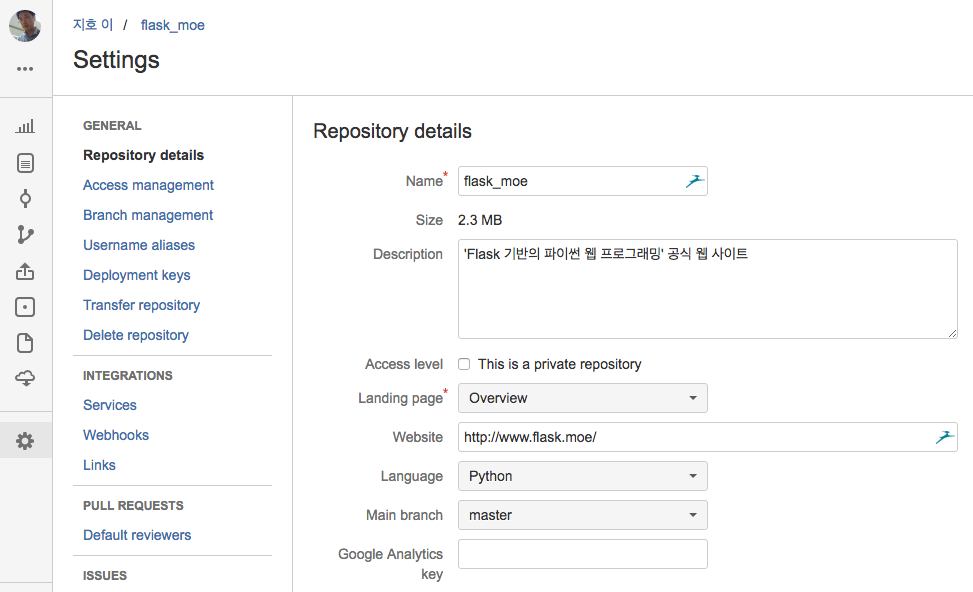 지호 이 / flask_moe
Settings
GENERAL
Repository details
Access management
Branch management
Username aliases
Deployment keys
Transfer repository
Delete repository
INTEGRATIONS
Services
Webhooks
Links
PULL REQUESTS
Default reviewers
ISSUES
Repository details
Name* flask_moe
Size 2.3 MB
Description 'Flask 기반의 파이썬 웹 프로그래밍' 공식 웹 사이트
Access level This is a private repository
Landing page* Overview
Website http://www.flask.moe/
Language Python
Main branch master
Google Analytics
key